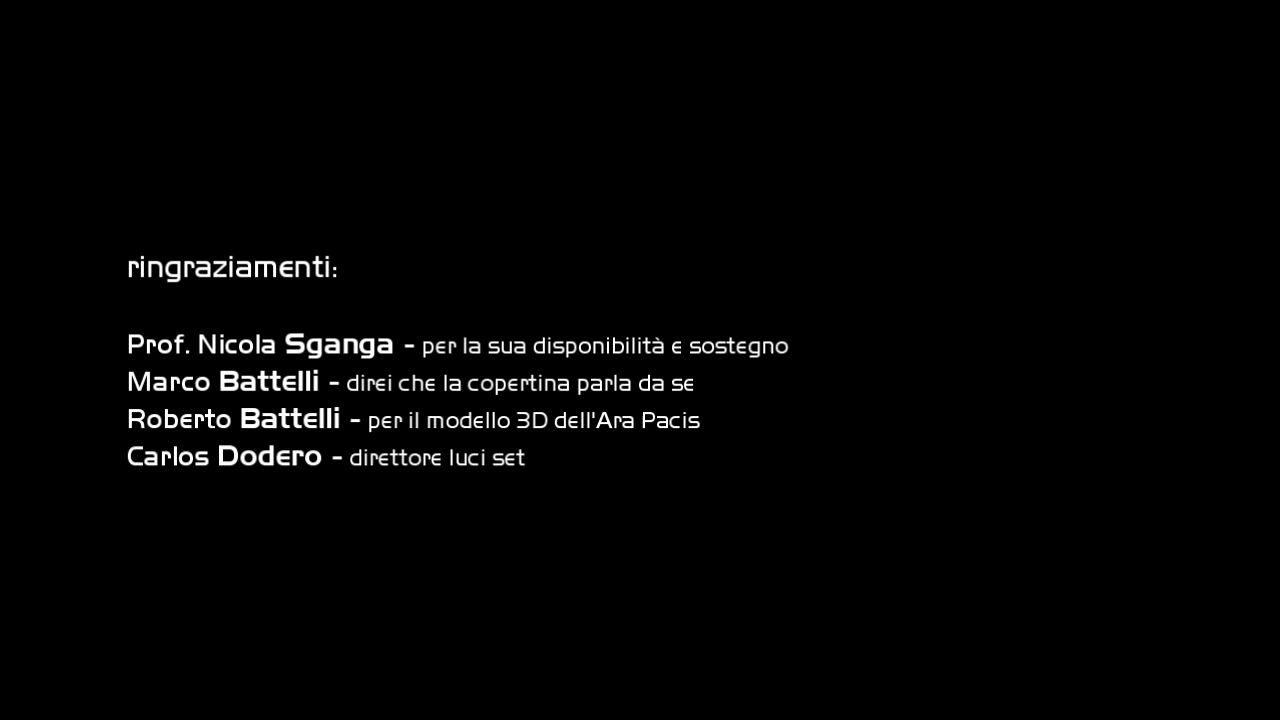 ringraziamenti:
Prof. Nicola Sganga - per la sua disponibilità e sostegno
Marco Battelli - direi che la copertina parla da se
Roberto Battelli - per il modello 3D dell'Ara Pacis
Carlos Dodero - direttore luci set